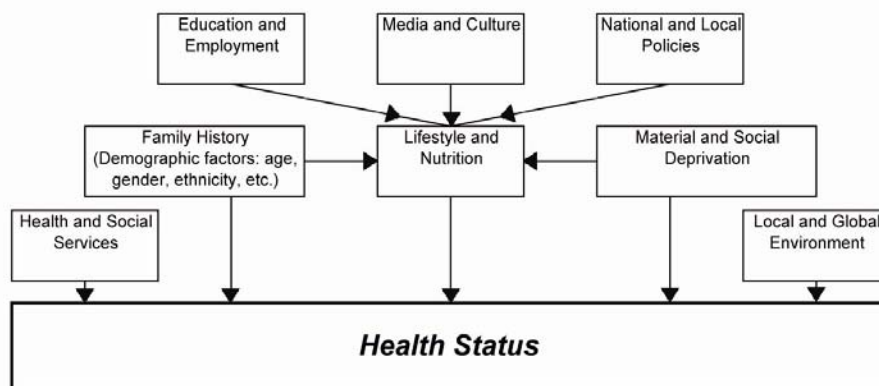 Education and
Employment
Media and Culture
National and Local
Policies
Family History
(Demographic factors: age,
gender, ethnicity, etc.)
Lifestyle and
Nutrition
Material and Social
Deprivation
Health and Social
Services
Local and Global
Environment
Health Status